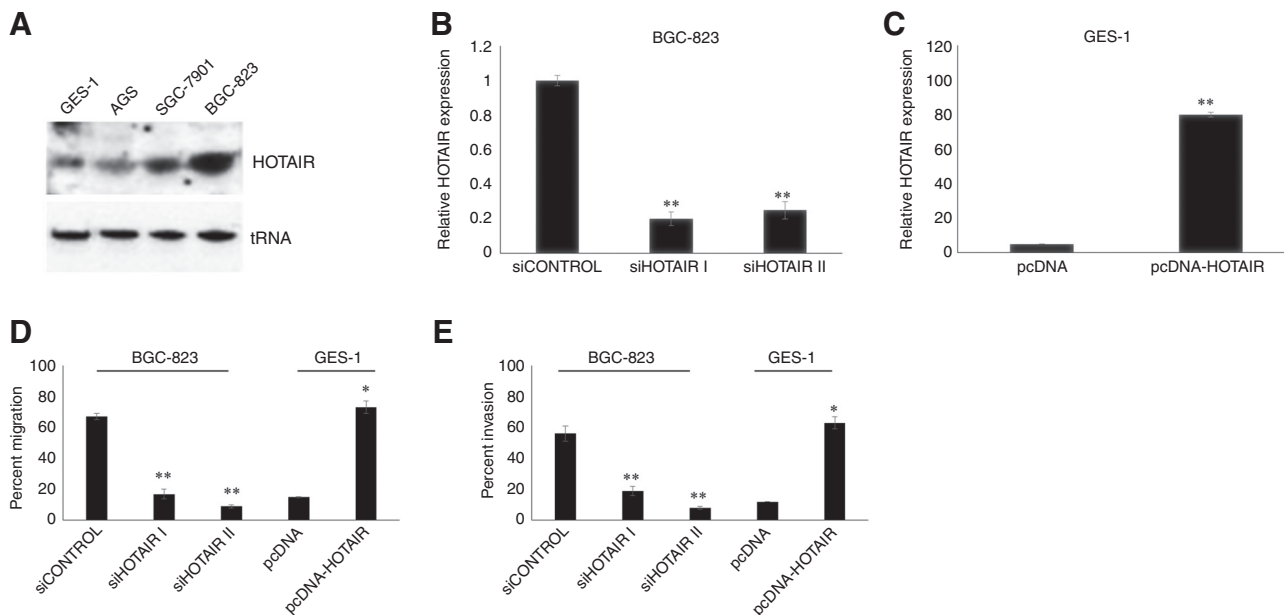 A
GES-1
AGS
SGC-7901
BGC-823
HOTAIR
tRNA
B
BGC-823
Relative HOTAIR expression
1.2
1
0.8
0.6
0.4
0.2
0
**
**
siCONTROL
siHOTAIR I
siHOTAIR II
C
GES-1
Relative HOTAIR expression
120
100
80
60
40
20
0
**
pcDNA
pcDNA-HOTAIR
D
BGC-823
GES-1
Percent migration
100
80
60
40
20
0
**
**
*
siCONTROL
siHOTAIR I
siHOTAIR II
pcDNA
pcDNA-HOTAIR
E
BGC-823
GES-1
Percent invasion
100
80
60
40
20
0
**
**
*
siCONTROL
siHOTAIR I
siHOTAIR II
pcDNA
pcDNA-HOTAIR